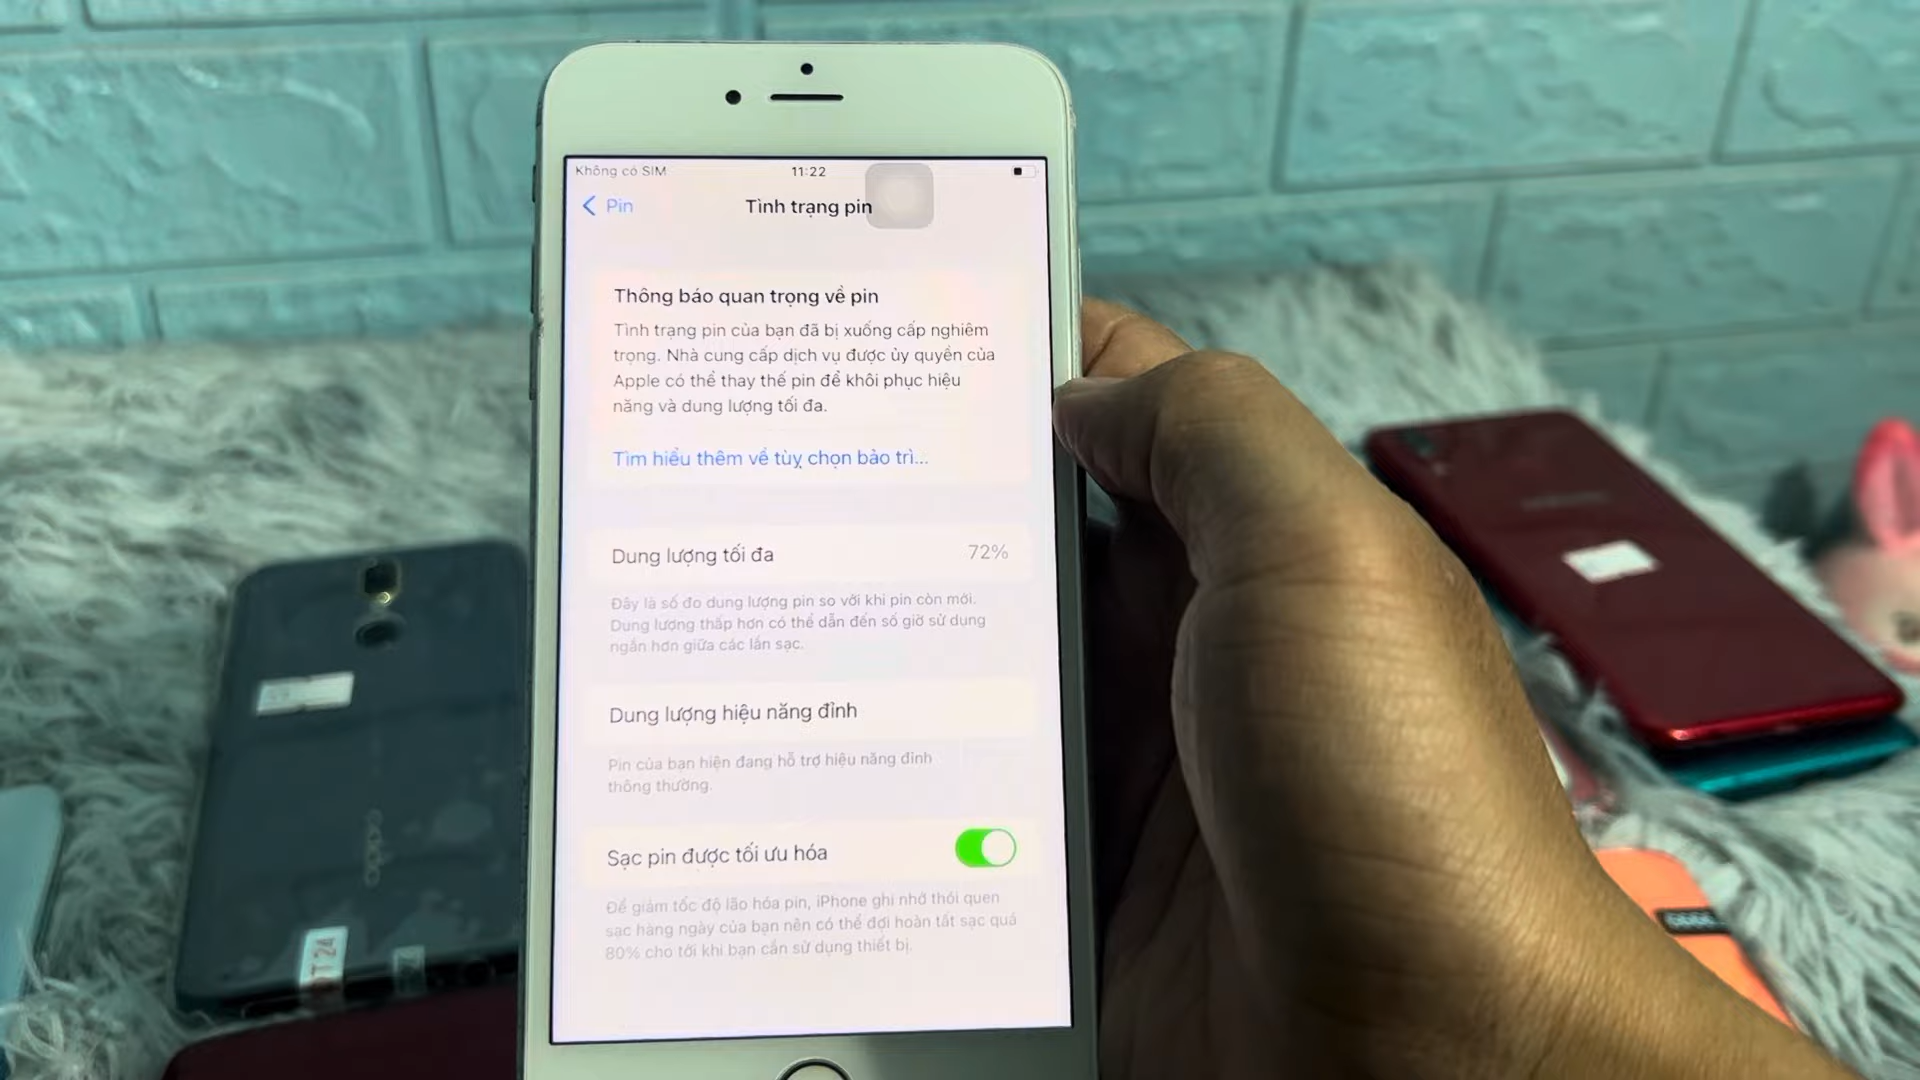 Không có SIM
11:22
Pin
Tình trạng pin
Thông báo quan trọng về pin
Tình trạng pin của bạn đã bị xuống cấp nghiêm
trọng. Nhà cung cấp dịch vụ được ủy quyền của
Apple có thể thay thế pin để khôi phục hiệu
năng và dung lượng tối đa.
Tìm hiểu thêm về tùy chọn bảo trì...
Dung lượng tối đa
72%
Đây là số đo dung lượng pin so với khi pin còn mới.
Dung lượng thấp hơn có thể dẫn đến số giờ sử dụng
ngắn hơn giữa các lần sạc.
Dung lượng hiệu năng đỉnh
Pin của bạn hiện đang hỗ trợ hiệu năng đỉnh
thông thường.
Sạc pin được tối ưu hóa
Để giảm tốc độ lão hóa pin, iPhone ghi nhớ thói quen
sạc hàng ngày của bạn nên có thể đợi hoàn tất sạc quá
80% cho tới khi bạn cần sử dụng thiết bị.
oppo